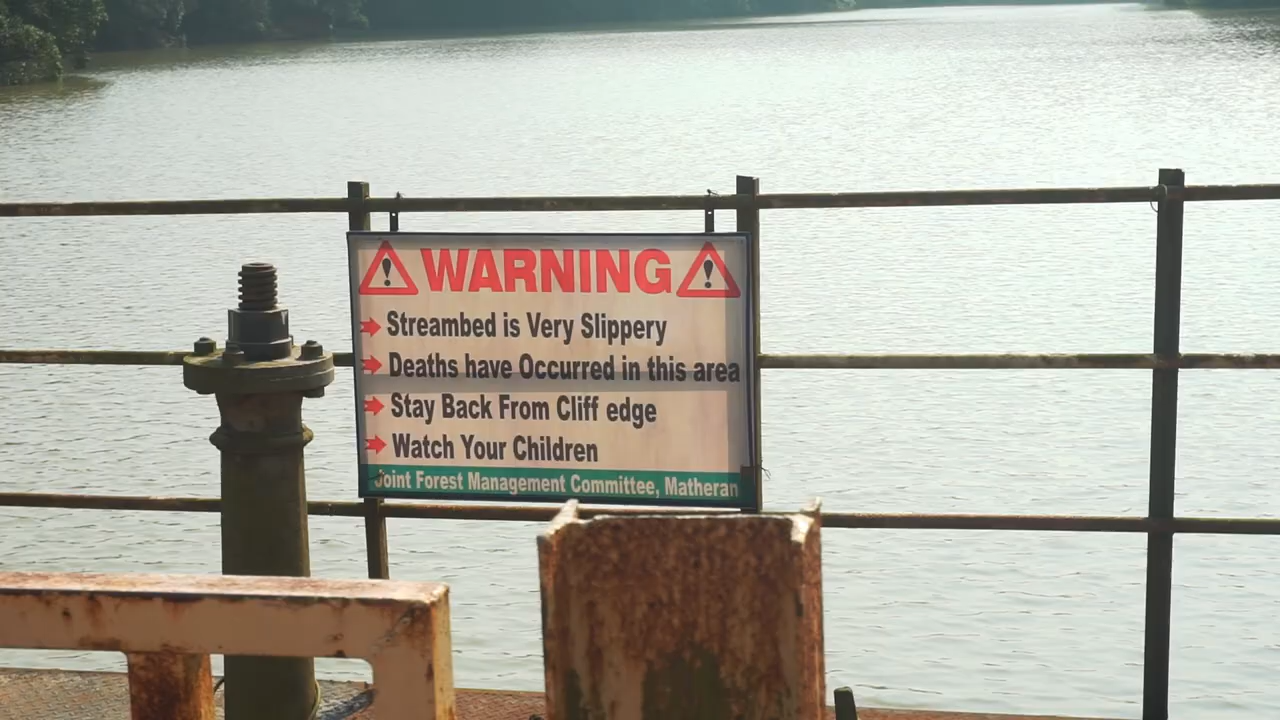 WARNING
Streambed is Very Slippery
Deaths have Occurred in this area
Stay Back From Cliff edge
Watch Your Children
Joint Forest Management Committee, Matheran